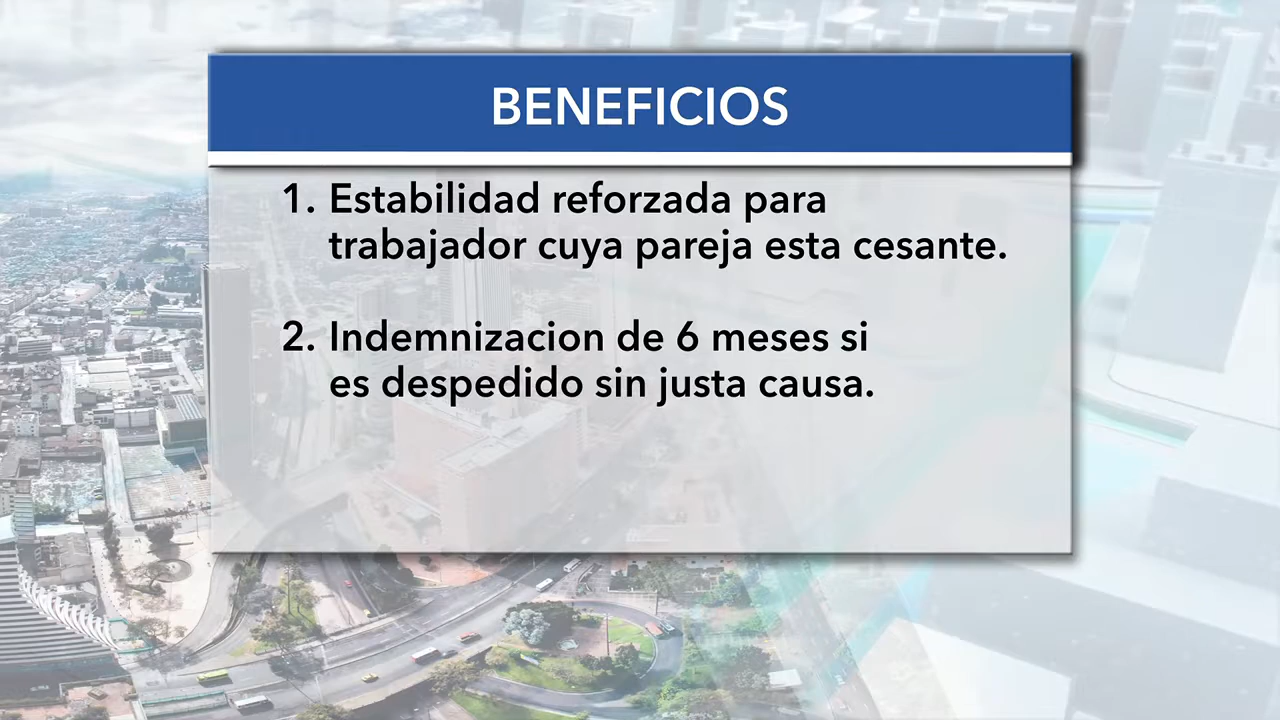 BENEFICIOS
1. Estabilidad reforzada para
trabajador cuya pareja esta cesante.
2. Indemnizacion de 6 meses si
es despedido sin justa causa.